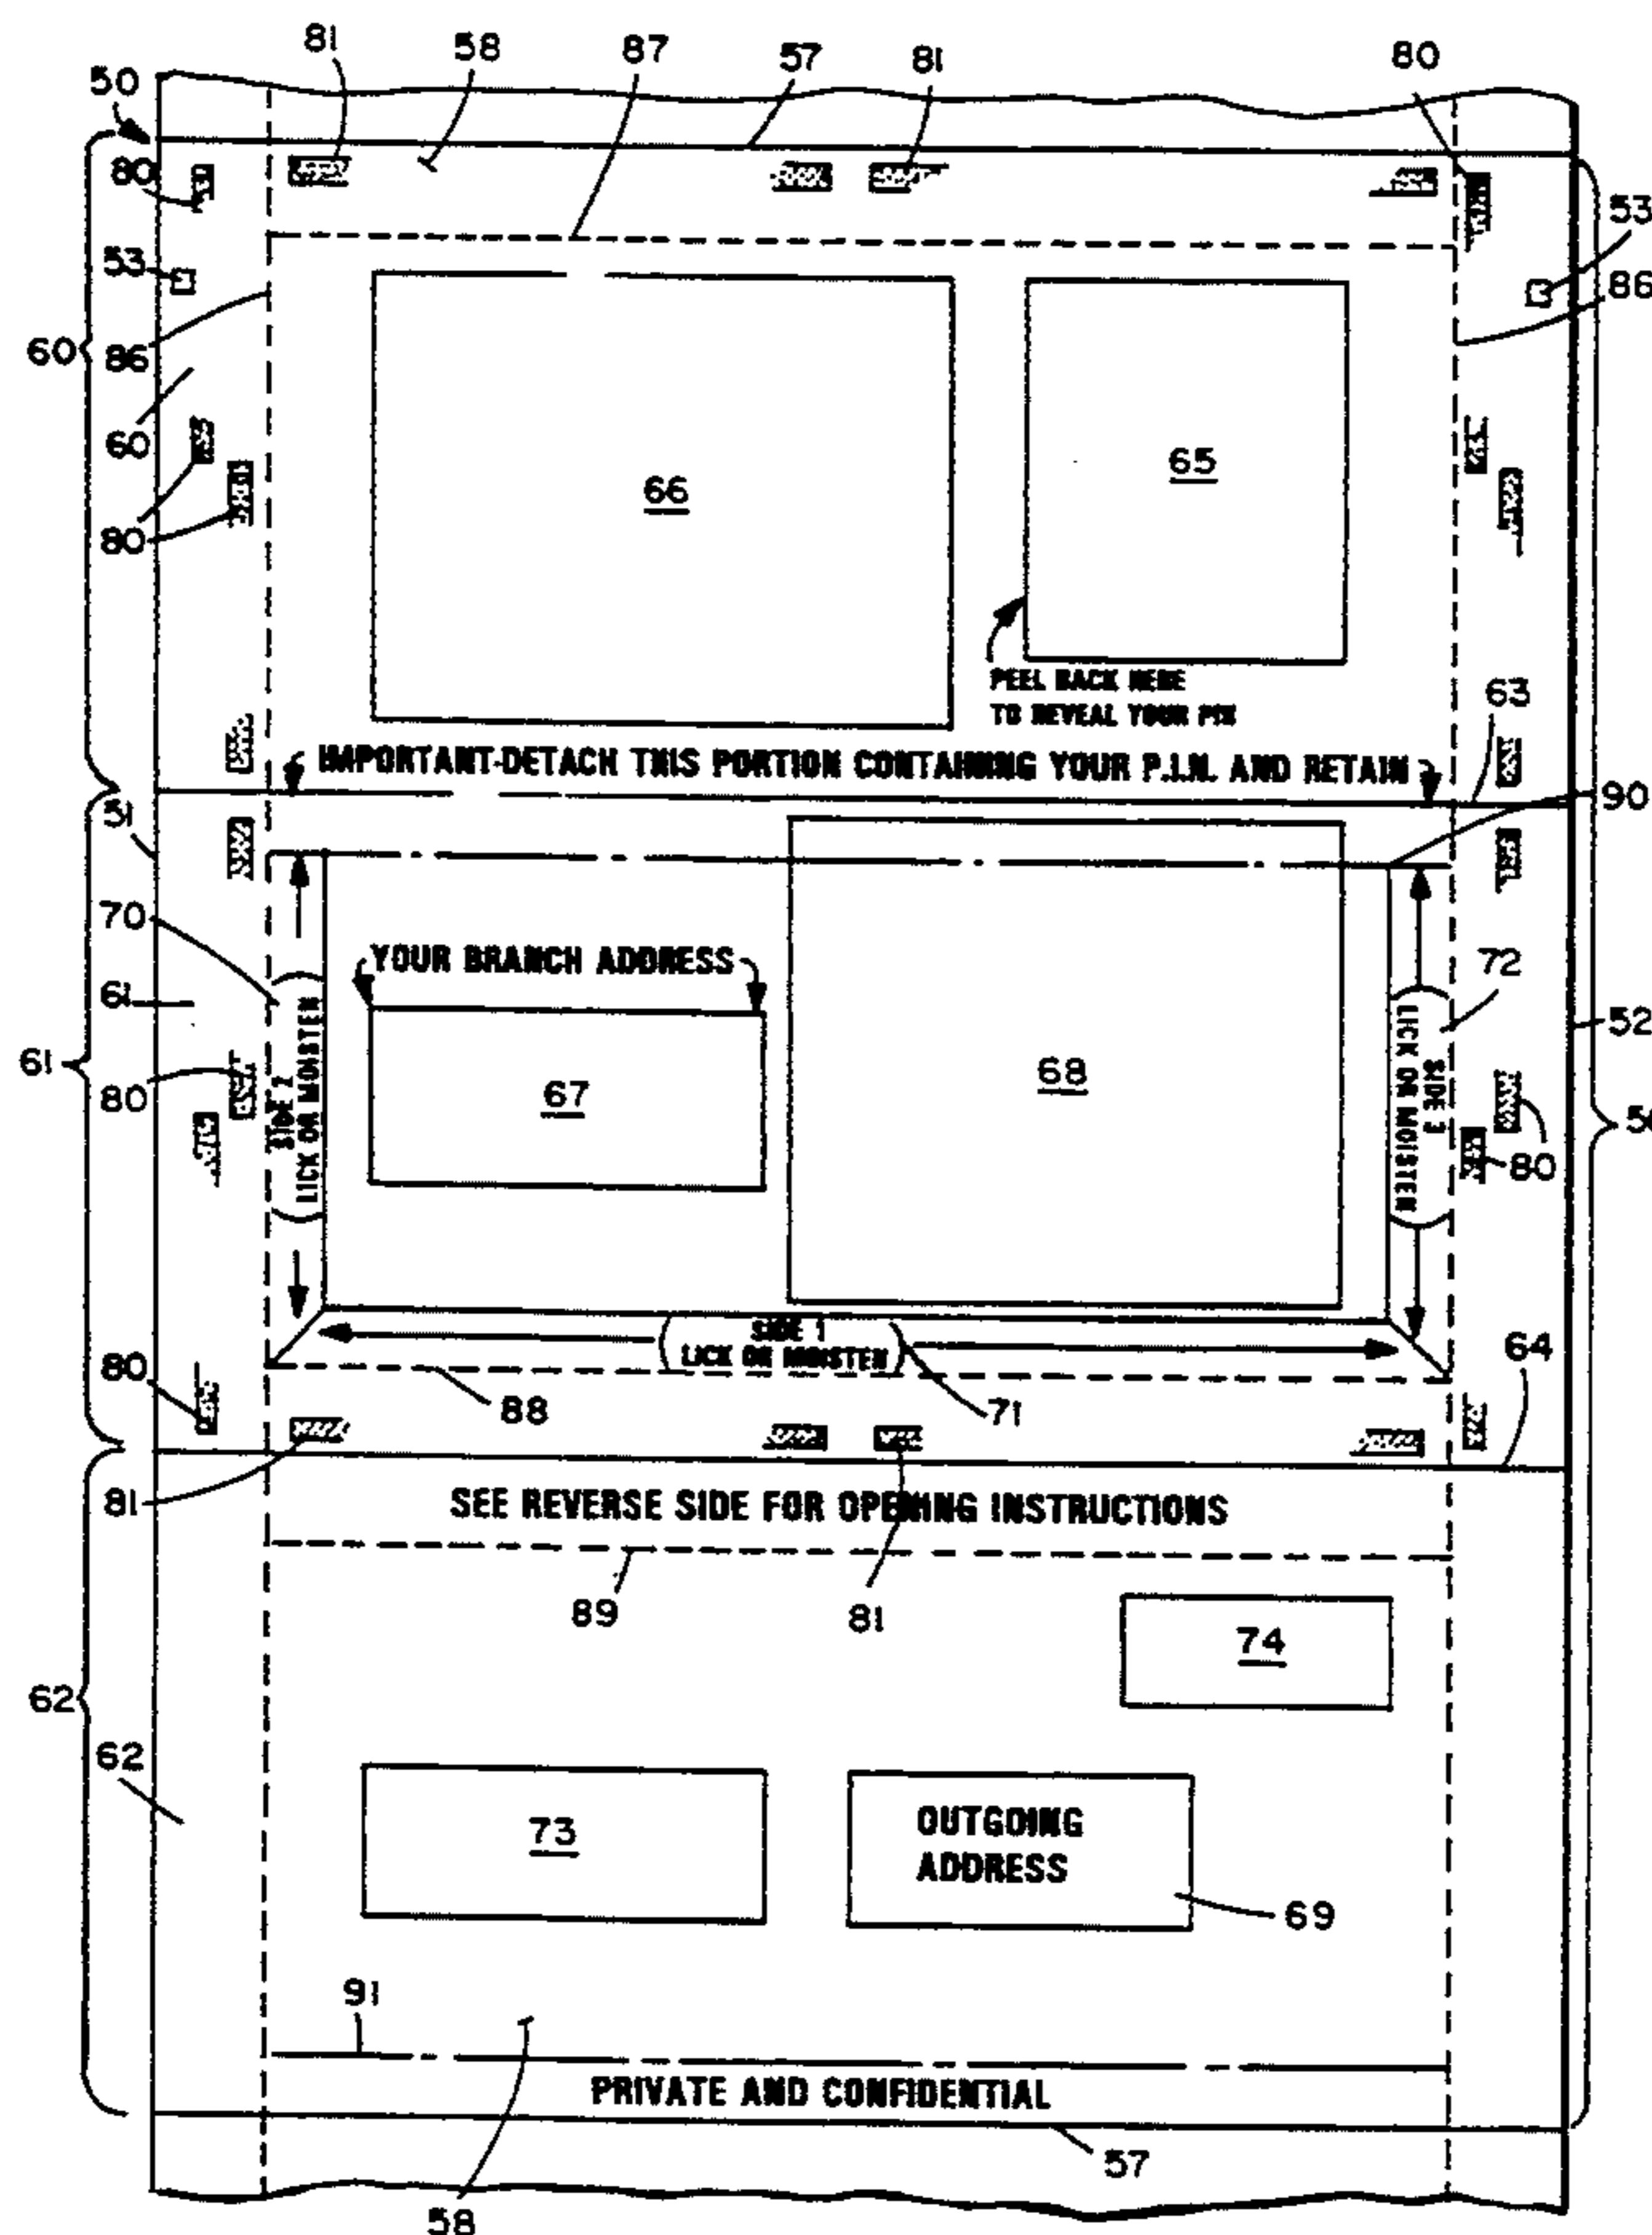 81 58 87 57 81 80
50
80
53 53
86 86
60
60
66 65
80
80
PEEL BACK HERE
TO REVEAL YOUR PIN
63
IMPORTANT-DETACH THIS PORTION CONTAINING YOUR P.I.N. AND RETAIN
51 90
70
YOUR BRANCH ADDRESS
72
61 52
61
67 68
80
SIDE 2
LICK OR MOISTEN
SIDE 3
LICK OR MOISTEN
80
SIDE 1
LICK OR MOISTEN
64
80
88 71
81
SEE REVERSE SIDE FOR OPENING INSTRUCTIONS
89 81
74
62
62
73
OUTGOING
ADDRESS
69
91
PRIVATE AND CONFIDENTIAL
57
58